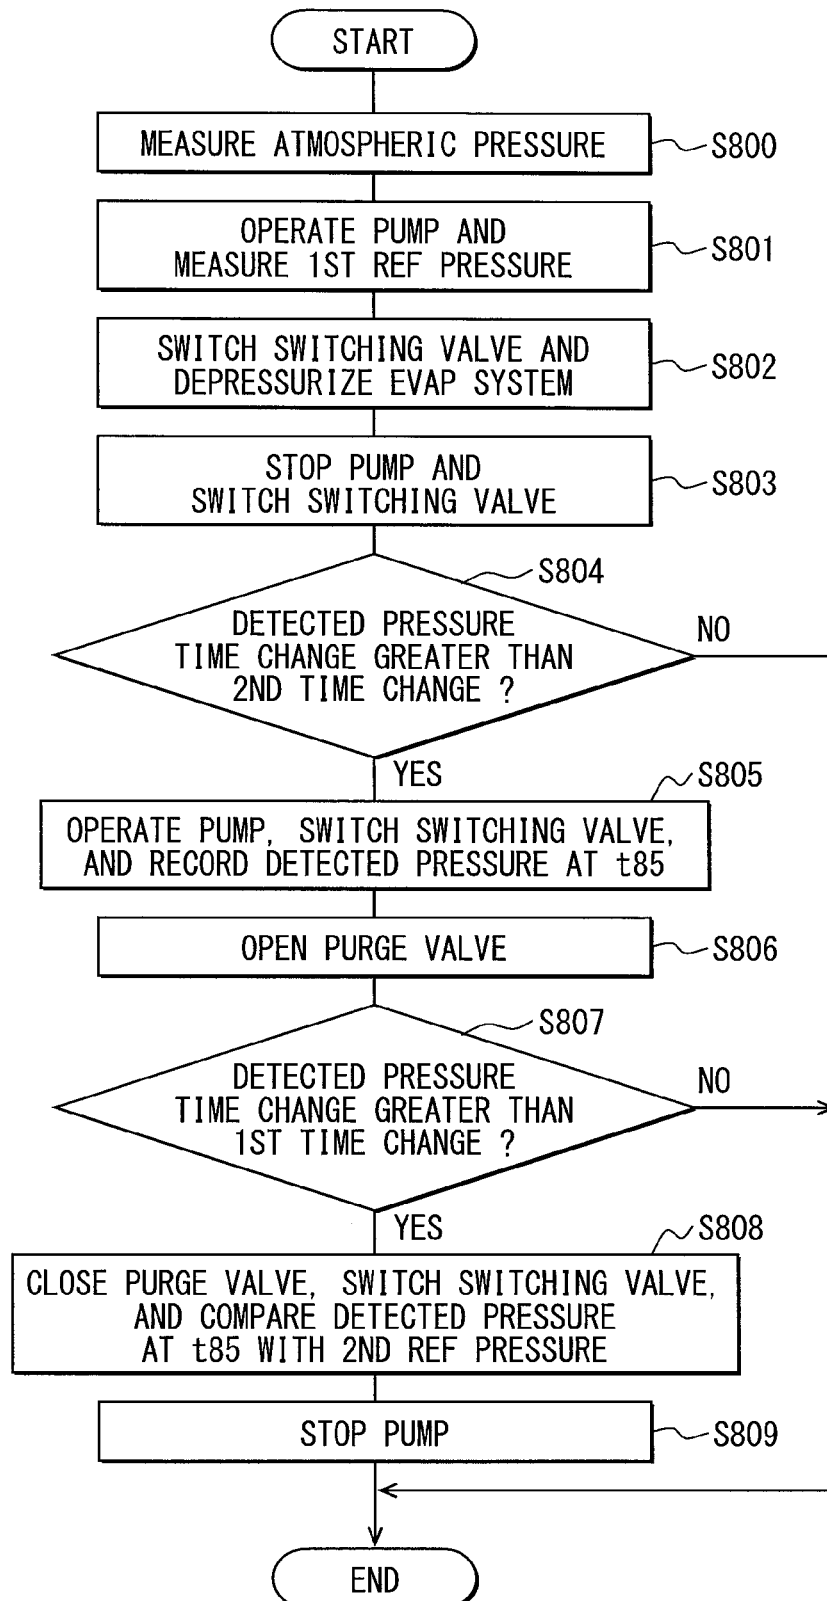 START
MEASURE ATMOSPHERIC PRESSURE
S800
OPERATE PUMP AND
MEASURE 1ST REF PRESSURE
S801
SWITCH SWITCHING VALVE AND
DEPRESSURIZE EVAP SYSTEM
S802
STOP PUMP AND
SWITCH SWITCHING VALVE
S803
S804
DETECTED PRESSURE
TIME CHANGE GREATER THAN
2ND TIME CHANGE ?
NO
YES
S805
OPERATE PUMP, SWITCH SWITCHING VALVE,
AND RECORD DETECTED PRESSURE AT t85
OPEN PURGE VALVE
S806
S807
DETECTED PRESSURE
TIME CHANGE GREATER THAN
1ST TIME CHANGE ?
NO
YES
S808
CLOSE PURGE VALVE, SWITCH SWITCHING VALVE,
AND COMPARE DETECTED PRESSURE
AT t85 WITH 2ND REF PRESSURE
STOP PUMP
S809
END